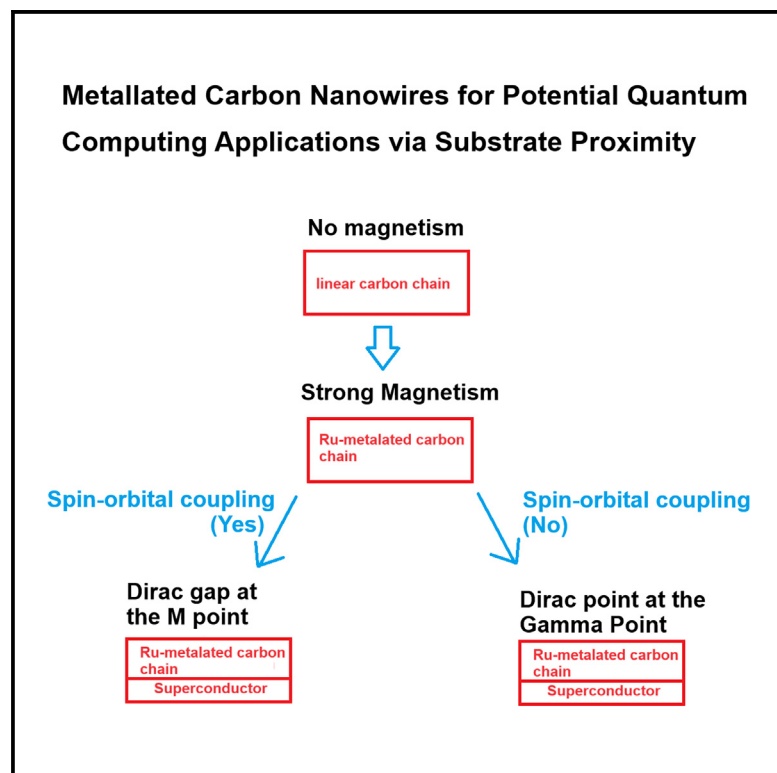 Metallated Carbon Nanowires for Potential Quantum
Computing Applications via Substrate Proximity
No magnetism
linear carbon chain
Strong Magnetism
Ru-metalated carbon
chain
Spin-orbital coupling
(Yes)
Spin-orbital coupling
(No)
Dirac gap at
the M point
Ru-metalated carbon
chain
Superconductor
Dirac point at the
Gamma Point
Ru-metalated carbon
chain
Superconductor